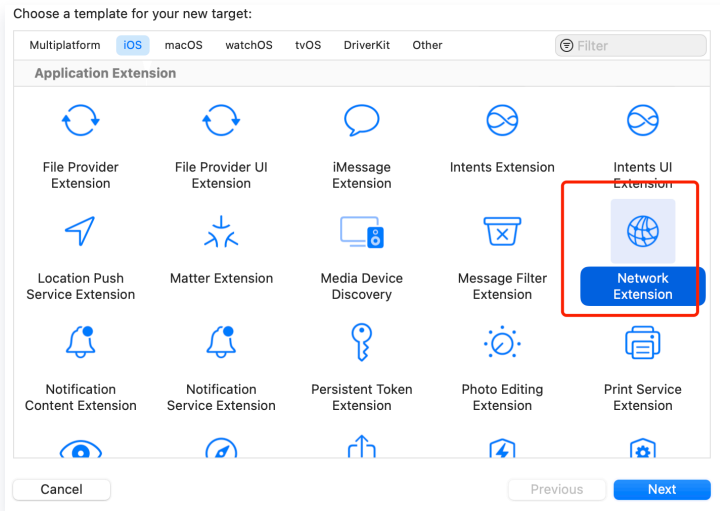 Choose a template for your new target:
Multiplatform iOS macOS watchOS tvOS DriverKit Other Filter
Application Extension
File Provider File Provider UI iMessage Intents Extension Intents UI
Extension Extension Extension Extension
Location Push Matter Extension Media Device Message Filter Network
Service Extension Discovery Extension Extension
Notification Notification Persistent Token Photo Editing Print Service
Content Extension Service Extension Extension Extension Extension
Cancel Previous Next